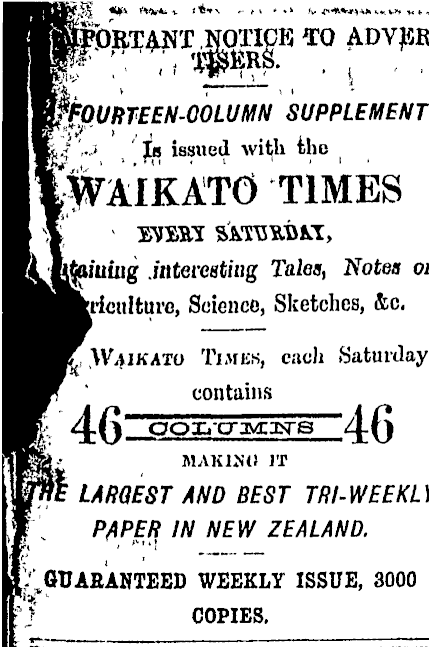 IMPORTANT NOTICE TO ADVER
TISERS.
FOURTEEN-COLUMN SUPPLEMENT
Is issued with the
WAIKATO TIMES
EVERY SATURDAY,
taining interesting Tales, Notes on
riculture, Science, Sketches, &c.
WAIKATO TIMES, each Saturday
contains
46 COLUMNS 46
MAKING IT
THE LARGEST AND BEST TRI-WEEKLY
PAPER IN NEW ZEALAND.
GUARANTEED WEEKLY ISSUE, 3000
COPIES.